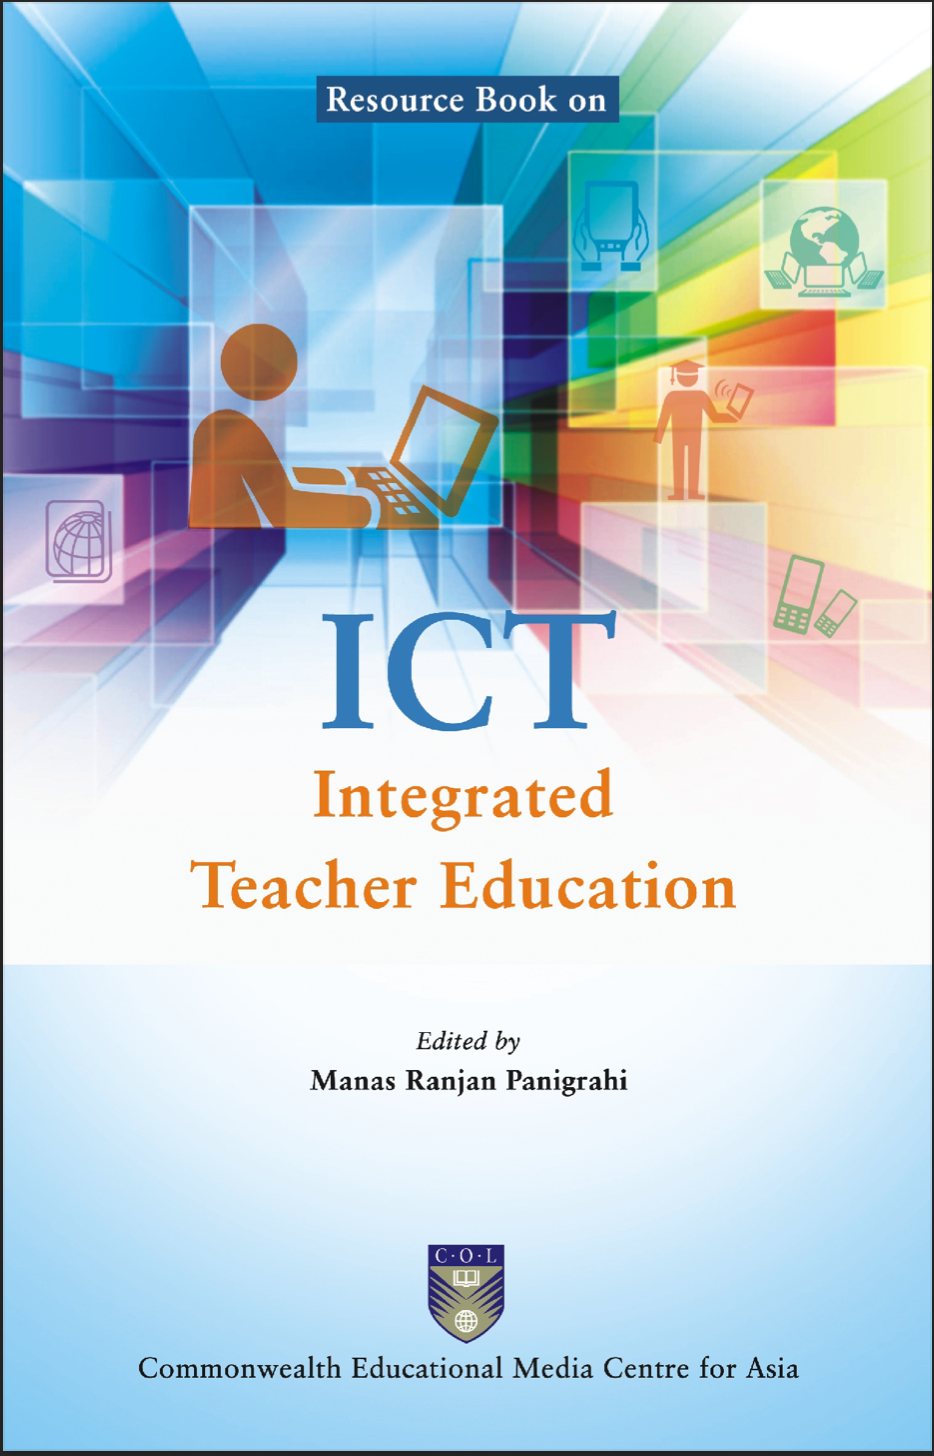 Resource Book on
ICT
Integrated
Teacher Education
Edited by
Manas Ranjan Panigrahi
C·O·L
Commonwealth Educational Media Centre for Asia